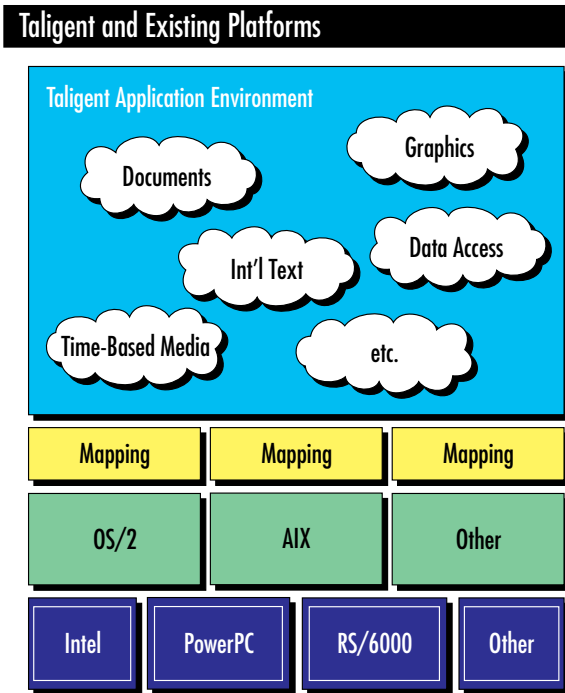 Taligent and Existing Platforms
Taligent Application Environment
Documents
Graphics
Int'l Text
Data Access
Time-Based Media
etc.
Mapping Mapping Mapping
OS/2 AIX Other
Intel PowerPC RS/6000 Other